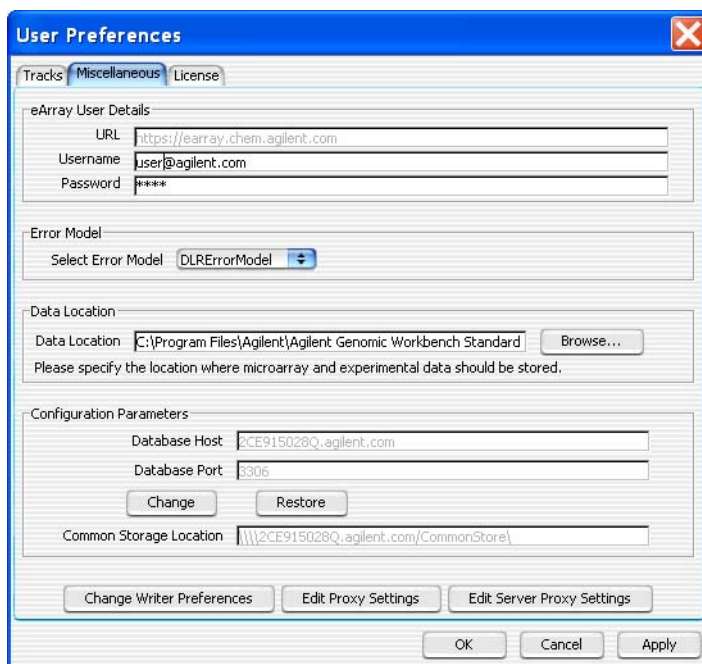 User Preferences
Tracks Miscellaneous License
eArray User Details
URL https://earray.chem.agilent.com
Username user@agilent.com
Password ****
Error Model
Select Error Model DLRErrorModel
Data Location
Data Location C:\Program Files\Agilent\Agilent Genomic Workbench Standard Browse...
Please specify the location where microarray and experimental data should be stored.
Configuration Parameters
Database Host 2CE915028Q.agilent.com
Database Port 3306
Change Restore
Common Storage Location \\\\2CE915028Q.agilent.com/CommonStore\
Change Writer Preferences Edit Proxy Settings Edit Server Proxy Settings
OK Cancel Apply